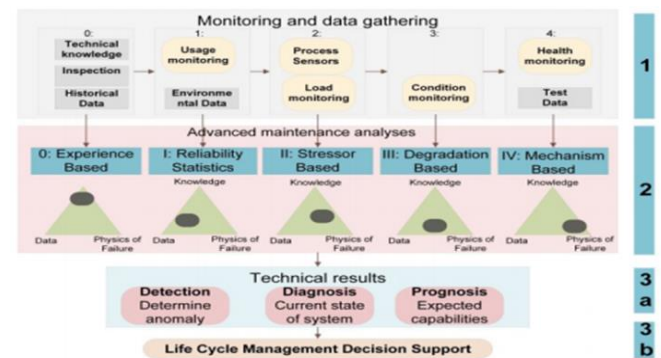 Monitoring and data gathering
0:
Technical
knowledge
Inspection
Historical
Data
1:
Usage
monitoring
Environme
ntal Data
2:
Process
Sensors
Load
monitoring
3:
Condition
monitoring
4:
Health
monitoring
Test
Data
1
Advanced maintenance analyses
0: Experience
Based
I: Reliability
Statistics
II: Stressor
Based
III: Degradation
Based
IV: Mechanism
Based
Knowledge
Knowledge
Knowledge
Knowledge
Data
Physics of
Failure
Data
Physics of
Failure
Data
Physics of
Failure
Data
Physics of
Failure
Data
Physics of
Failure
2
Technical results
Detection
Determine
anomaly
Diagnosis
Current state
of system
Prognosis
Expected
capabilities
3
a
Life Cycle Management Decision Support
3
b